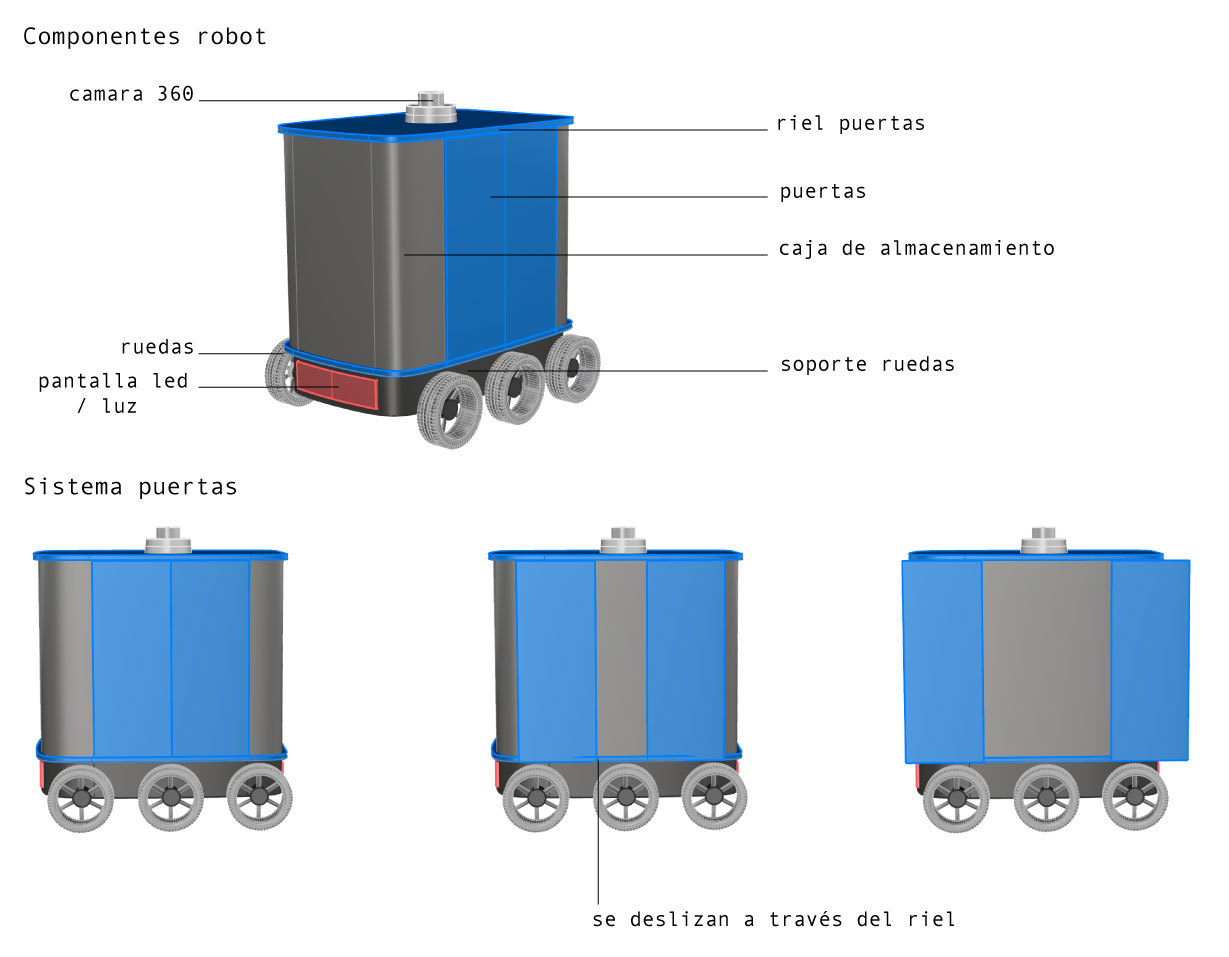 Componentes robot
camara 360
riel puertas
puertas
caja de almacenamiento
ruedas
soporte ruedas
pantalla led
/ luz
Sistema puertas
se deslizan a través del riel